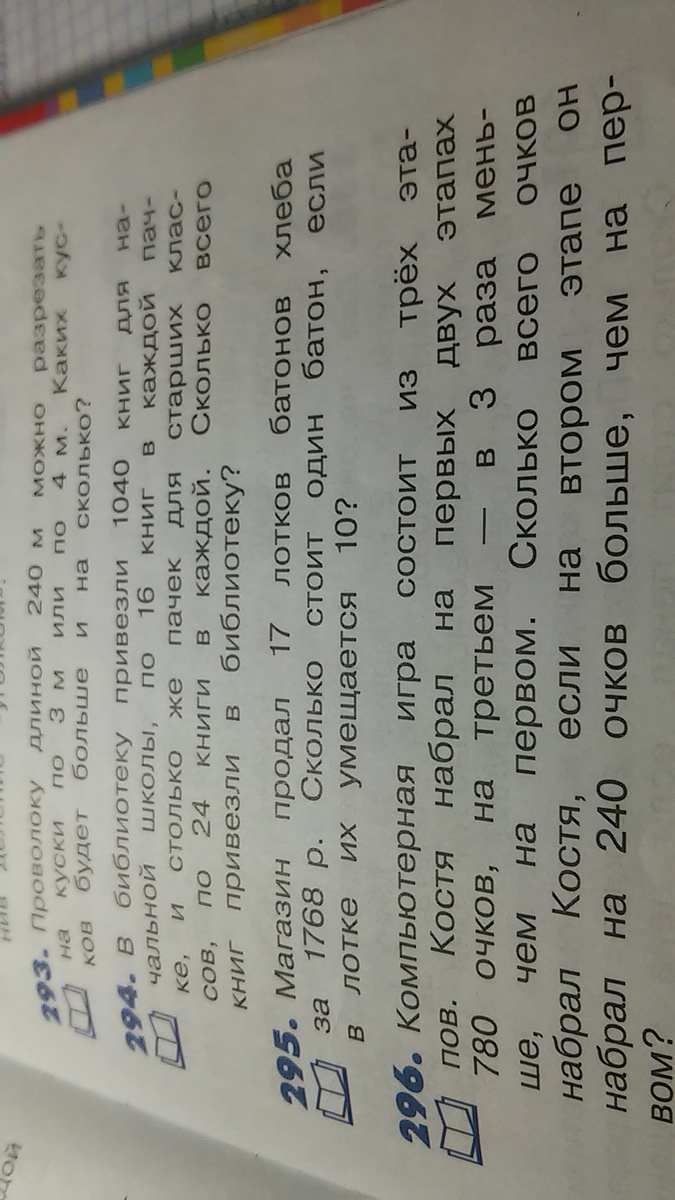 293. Проволоку длиной 240 м можно разрезать
на куски по 3 м или по 4 м. Каких кус-
ков будет больше и на сколько?
294. В библиотеку привезли 1040 книг для на-
чальной школы, по 16 книг в каждой пач-
ке, и столько же пачек для старших клас-
сов, по 24 книги в каждой. Сколько всего
книг привезли в библиотеку?
295. Магазин продал 17 лотков батонов хлеба
за 1768 р. Сколько стоит один батон, если
в лотке их умещается 10?
296. Компьютерная игра состоит из трёх эта-
пов. Костя набрал на первых двух этапах
780 очков, на третьем — в 3 раза мень-
ше, чем на первом. Сколько всего очков
набрал Костя, если на втором этапе он
набрал на 240 очков больше, чем на пер-
вом?